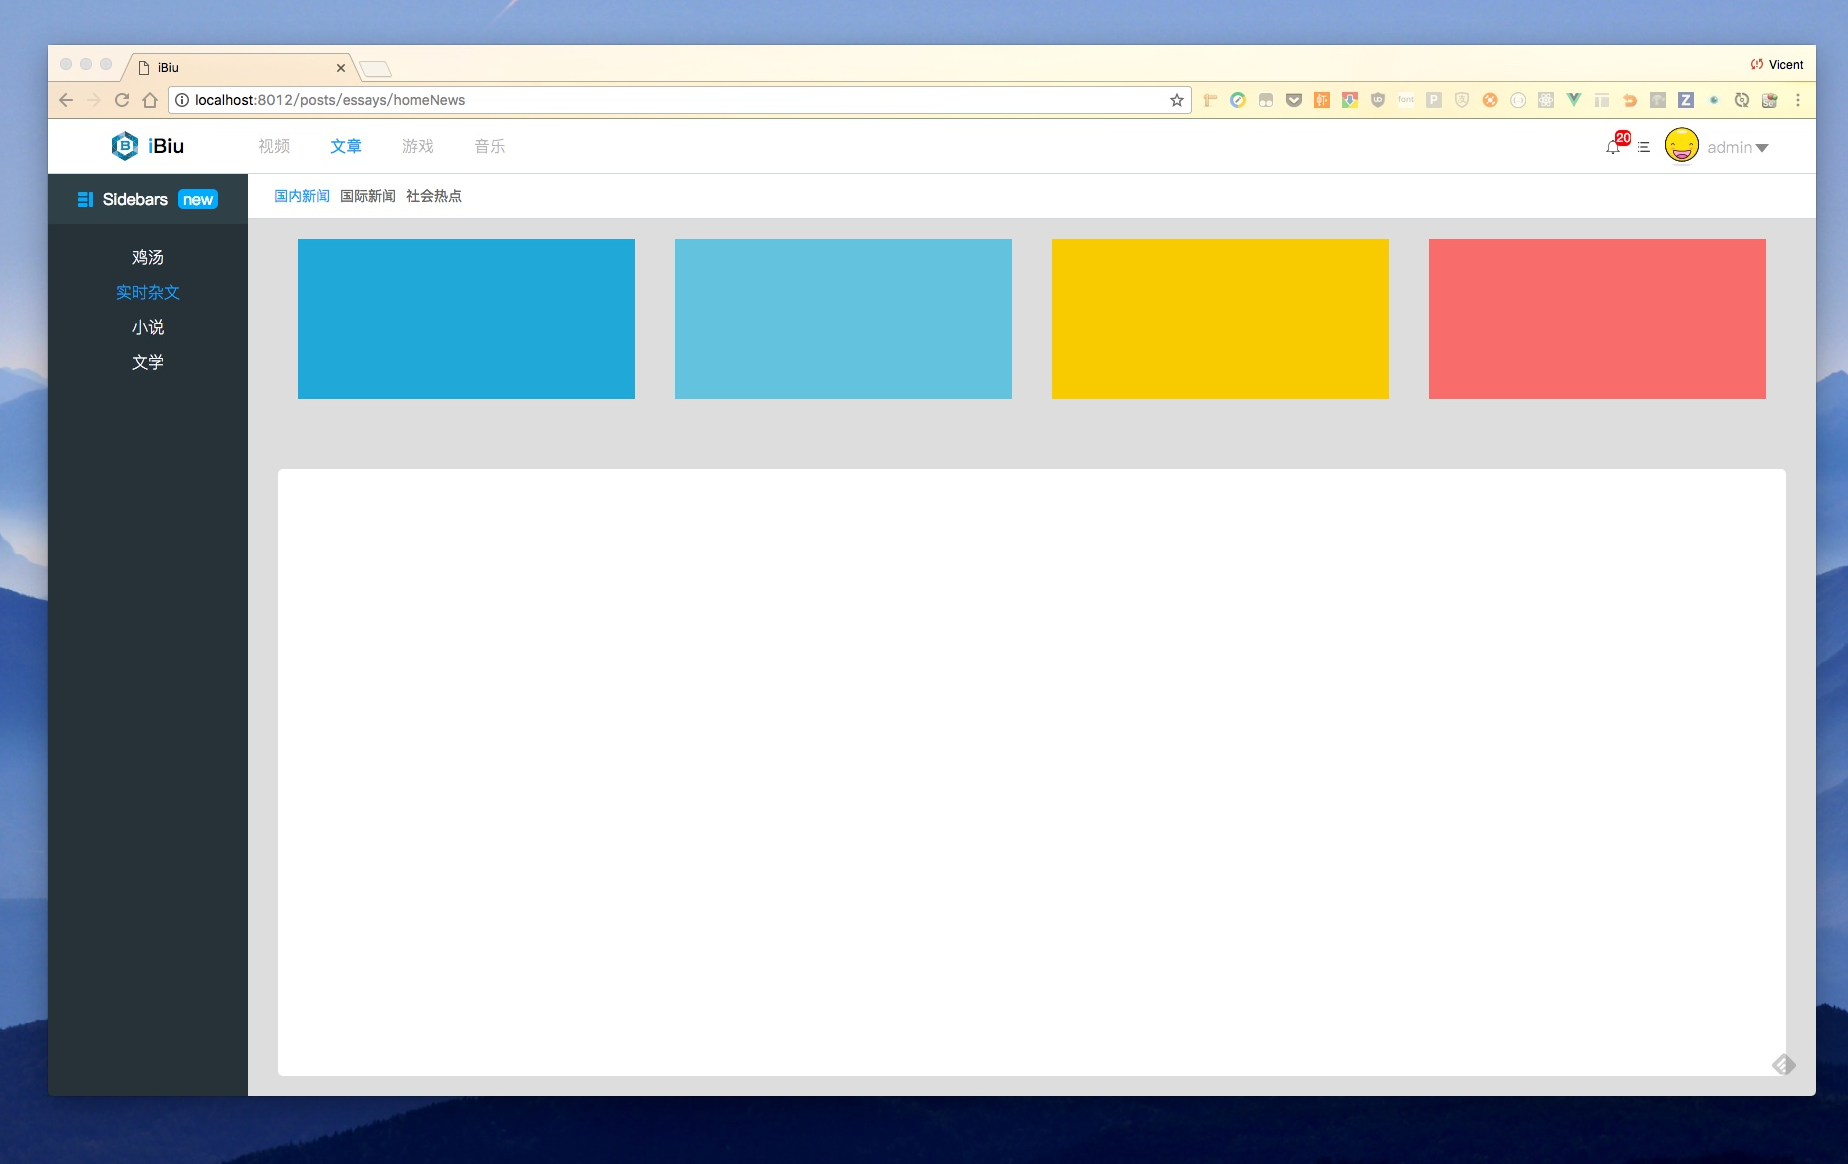 iBiu
Vicent
localhost:8012/posts/essays/homeNews
iBiu
视频
文章
游戏
音乐
20
admin
Sidebars new
国内新闻 国际新闻 社会热点
鸡汤
实时杂文
小说
文学